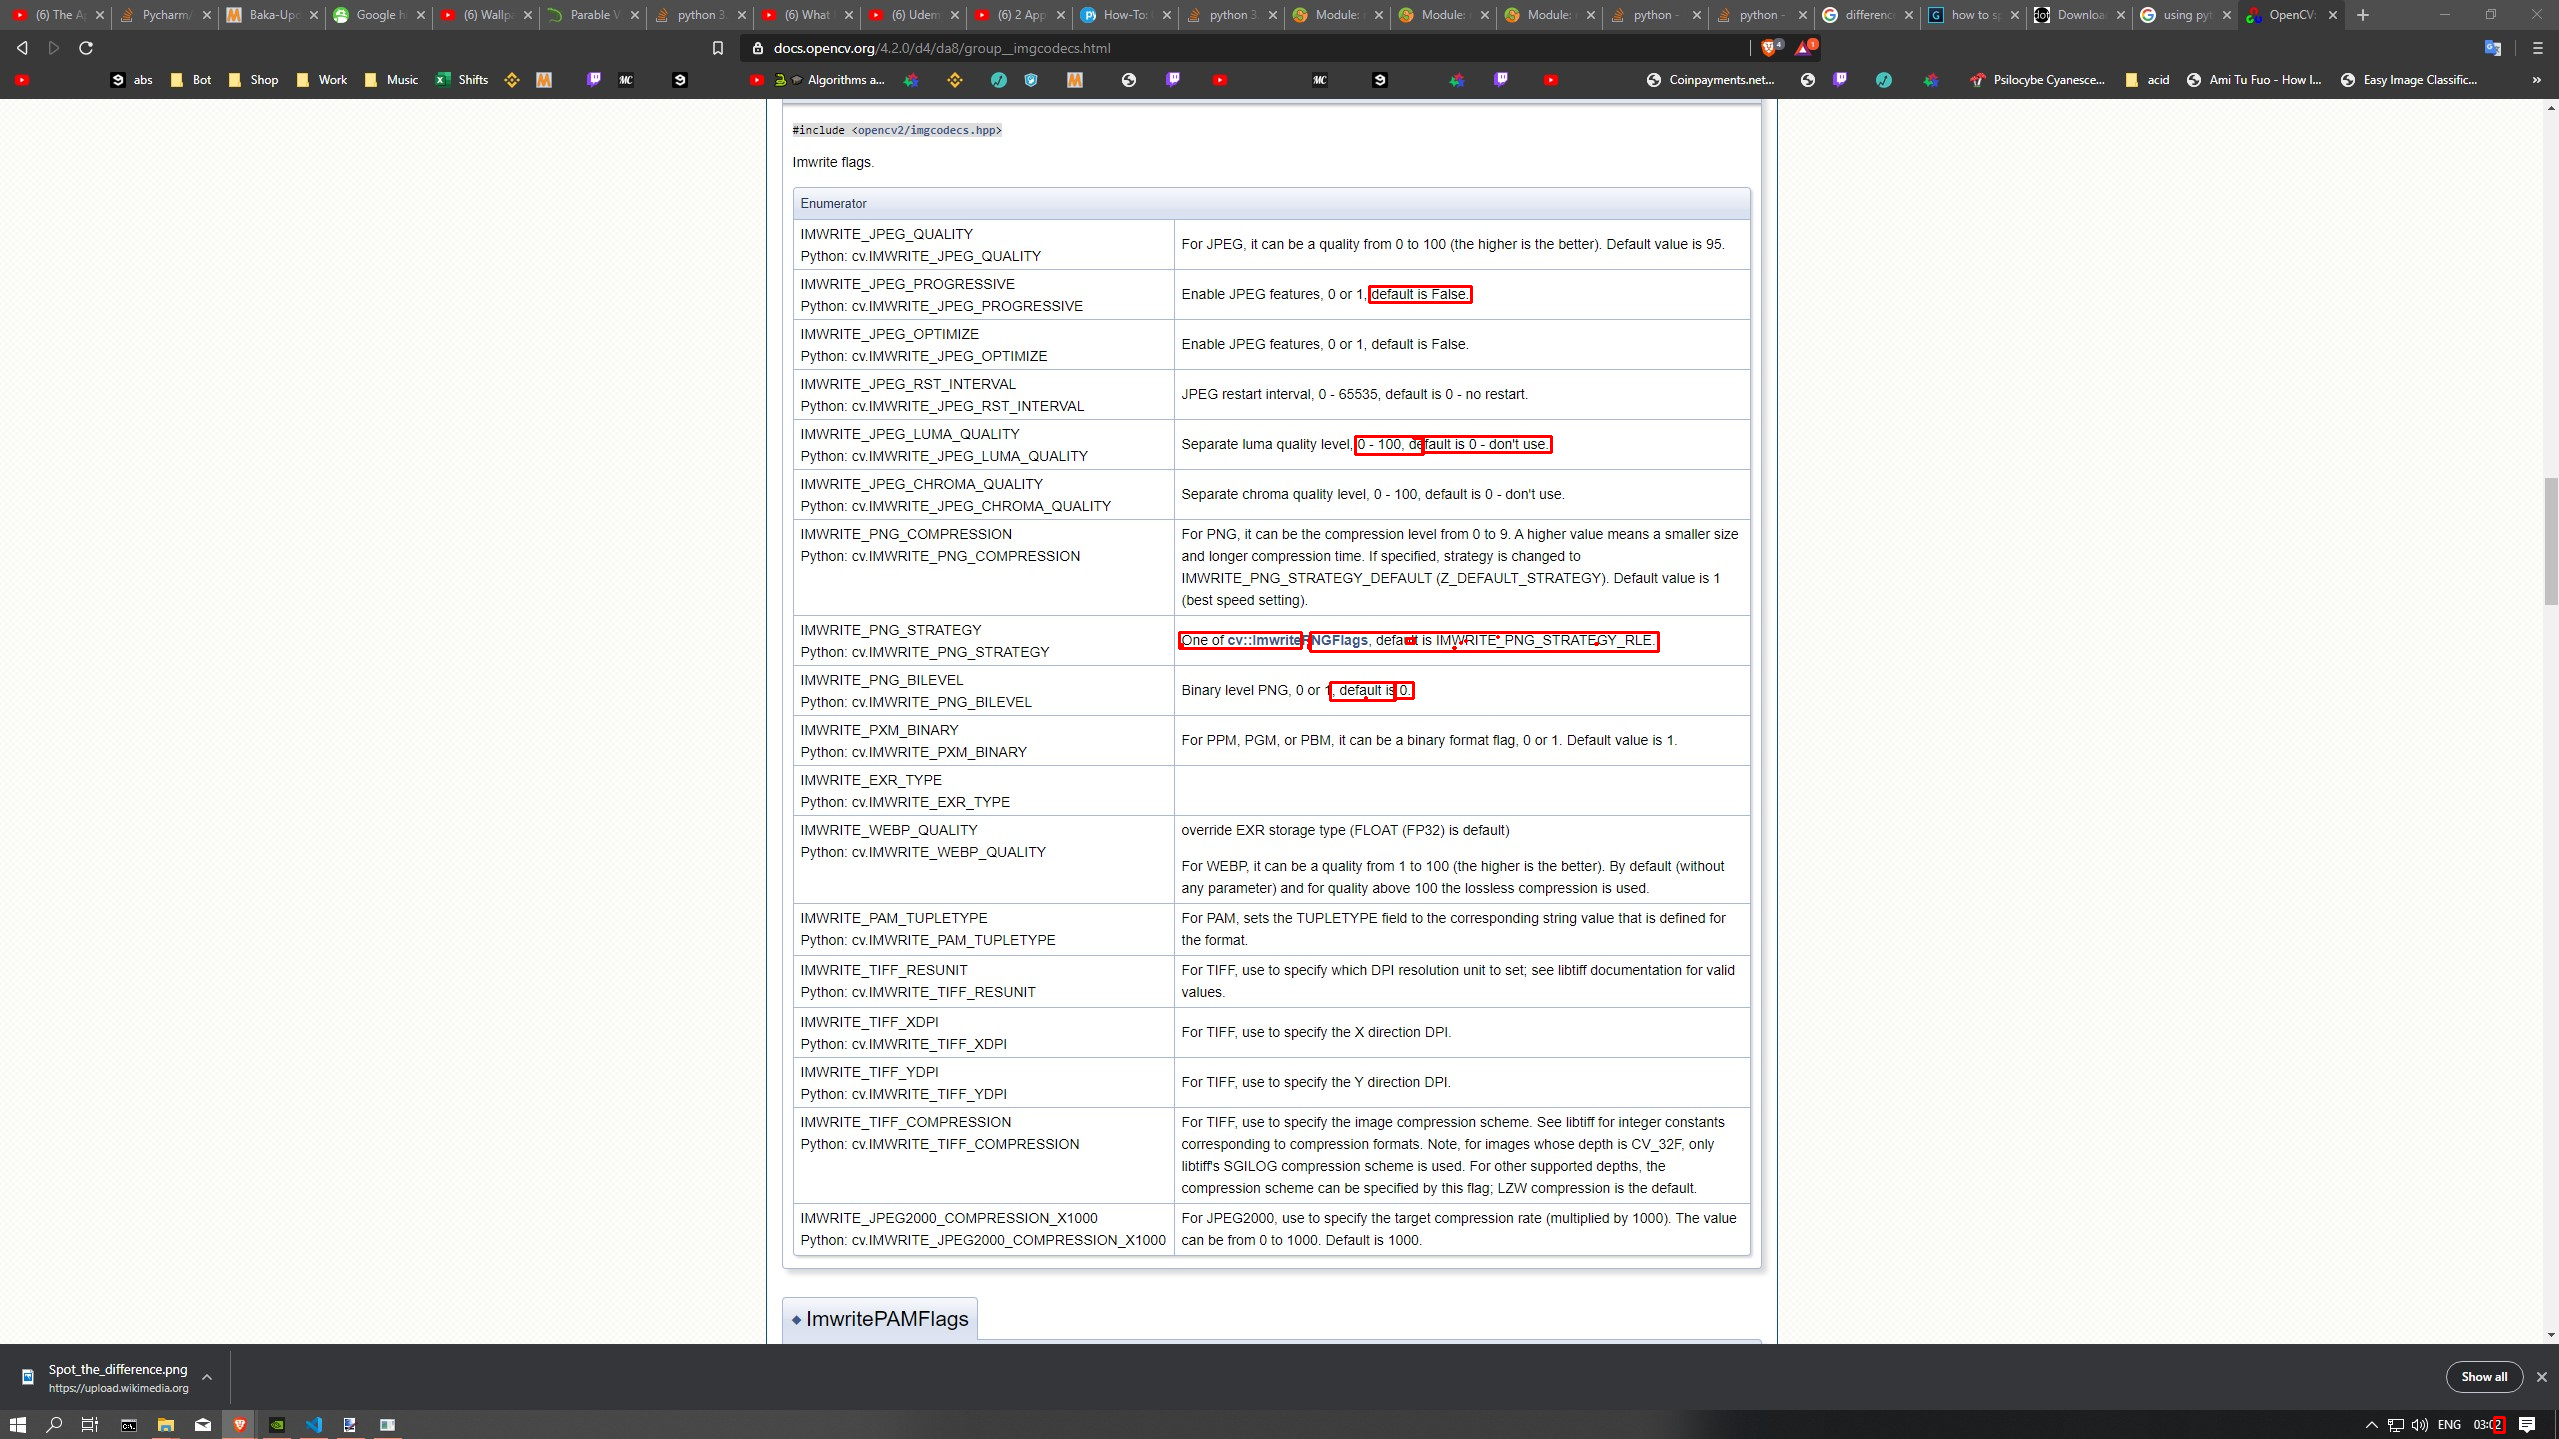 (6) The Ap
Pycharm/
Baka-Upd
Google h
(6) Wallpa
Parable V
python 3.
(6) What
(6) Udem
(6) 2 App
How-To:
python 3.
Module:
Module:
Module:
python -
python -
difference
how to sp
Downloa
using pyt
OpenCV:
docs.opencv.org/4.2.0/d4/da8/group__imgcodecs.html
abs
Bot
Shop
Work
Music
Shifts
Algorithms a...
Coinpayments.net...
Psilocybe Cyanesce...
acid
Ami Tu Fuo - How I...
Easy Image Classific...
#include <opencv2/imgcodecs.hpp>
Imwrite flags.
Enumerator
IMWRITE_JPEG_QUALITY
Python: cv.IMWRITE_JPEG_QUALITY
For JPEG, it can be a quality from 0 to 100 (the higher is the better). Default value is 95.
IMWRITE_JPEG_PROGRESSIVE
Python: cv.IMWRITE_JPEG_PROGRESSIVE
Enable JPEG features, 0 or 1, default is False.
IMWRITE_JPEG_OPTIMIZE
Python: cv.IMWRITE_JPEG_OPTIMIZE
Enable JPEG features, 0 or 1, default is False.
IMWRITE_JPEG_RST_INTERVAL
Python: cv.IMWRITE_JPEG_RST_INTERVAL
JPEG restart interval, 0 - 65535, default is 0 - no restart.
IMWRITE_JPEG_LUMA_QUALITY
Python: cv.IMWRITE_JPEG_LUMA_QUALITY
Separate luma quality level, 0 - 100, default is 0 - don't use.
IMWRITE_JPEG_CHROMA_QUALITY
Python: cv.IMWRITE_JPEG_CHROMA_QUALITY
Separate chroma quality level, 0 - 100, default is 0 - don't use.
IMWRITE_PNG_COMPRESSION
Python: cv.IMWRITE_PNG_COMPRESSION
For PNG, it can be the compression level from 0 to 9. A higher value means a smaller size
and longer compression time. If specified, strategy is changed to
IMWRITE_PNG_STRATEGY_DEFAULT (Z_DEFAULT_STRATEGY). Default value is 1
(best speed setting).
IMWRITE_PNG_STRATEGY
Python: cv.IMWRITE_PNG_STRATEGY
One of cv::ImwritePNGFlags, default is IMWRITE_PNG_STRATEGY_RLE.
IMWRITE_PNG_BILEVEL
Python: cv.IMWRITE_PNG_BILEVEL
Binary level PNG, 0 or 1, default is 0.
IMWRITE_PXM_BINARY
Python: cv.IMWRITE_PXM_BINARY
For PPM, PGM, or PBM, it can be a binary format flag, 0 or 1. Default value is 1.
IMWRITE_EXR_TYPE
Python: cv.IMWRITE_EXR_TYPE
IMWRITE_WEBP_QUALITY
Python: cv.IMWRITE_WEBP_QUALITY
override EXR storage type (FLOAT (FP32) is default)
For WEBP, it can be a quality from 1 to 100 (the higher is the better). By default (without
any parameter) and for quality above 100 the lossless compression is used.
IMWRITE_PAM_TUPLETYPE
Python: cv.IMWRITE_PAM_TUPLETYPE
For PAM, sets the TUPLETYPE field to the corresponding string value that is defined for
the format.
IMWRITE_TIFF_RESUNIT
Python: cv.IMWRITE_TIFF_RESUNIT
For TIFF, use to specify which DPI resolution unit to set; see libtiff documentation for valid
values.
IMWRITE_TIFF_XDPI
Python: cv.IMWRITE_TIFF_XDPI
For TIFF, use to specify the X direction DPI.
IMWRITE_TIFF_YDPI
Python: cv.IMWRITE_TIFF_YDPI
For TIFF, use to specify the Y direction DPI.
IMWRITE_TIFF_COMPRESSION
Python: cv.IMWRITE_TIFF_COMPRESSION
For TIFF, use to specify the image compression scheme. See libtiff for integer constants
corresponding to compression formats. Note, for images whose depth is CV_32F, only
libtiff's SGILOG compression scheme is used. For other supported depths, the
compression scheme can be specified by this flag; LZW compression is the default.
IMWRITE_JPEG2000_COMPRESSION_X1000
Python: cv.IMWRITE_JPEG2000_COMPRESSION_X1000
For JPEG2000, use to specify the target compression rate (multiplied by 1000). The value
can be from 0 to 1000. Default is 1000.
ImwritePAMFlags
Spot_the_difference.png
https://upload.wikimedia.org
Show all
ENG
03:02